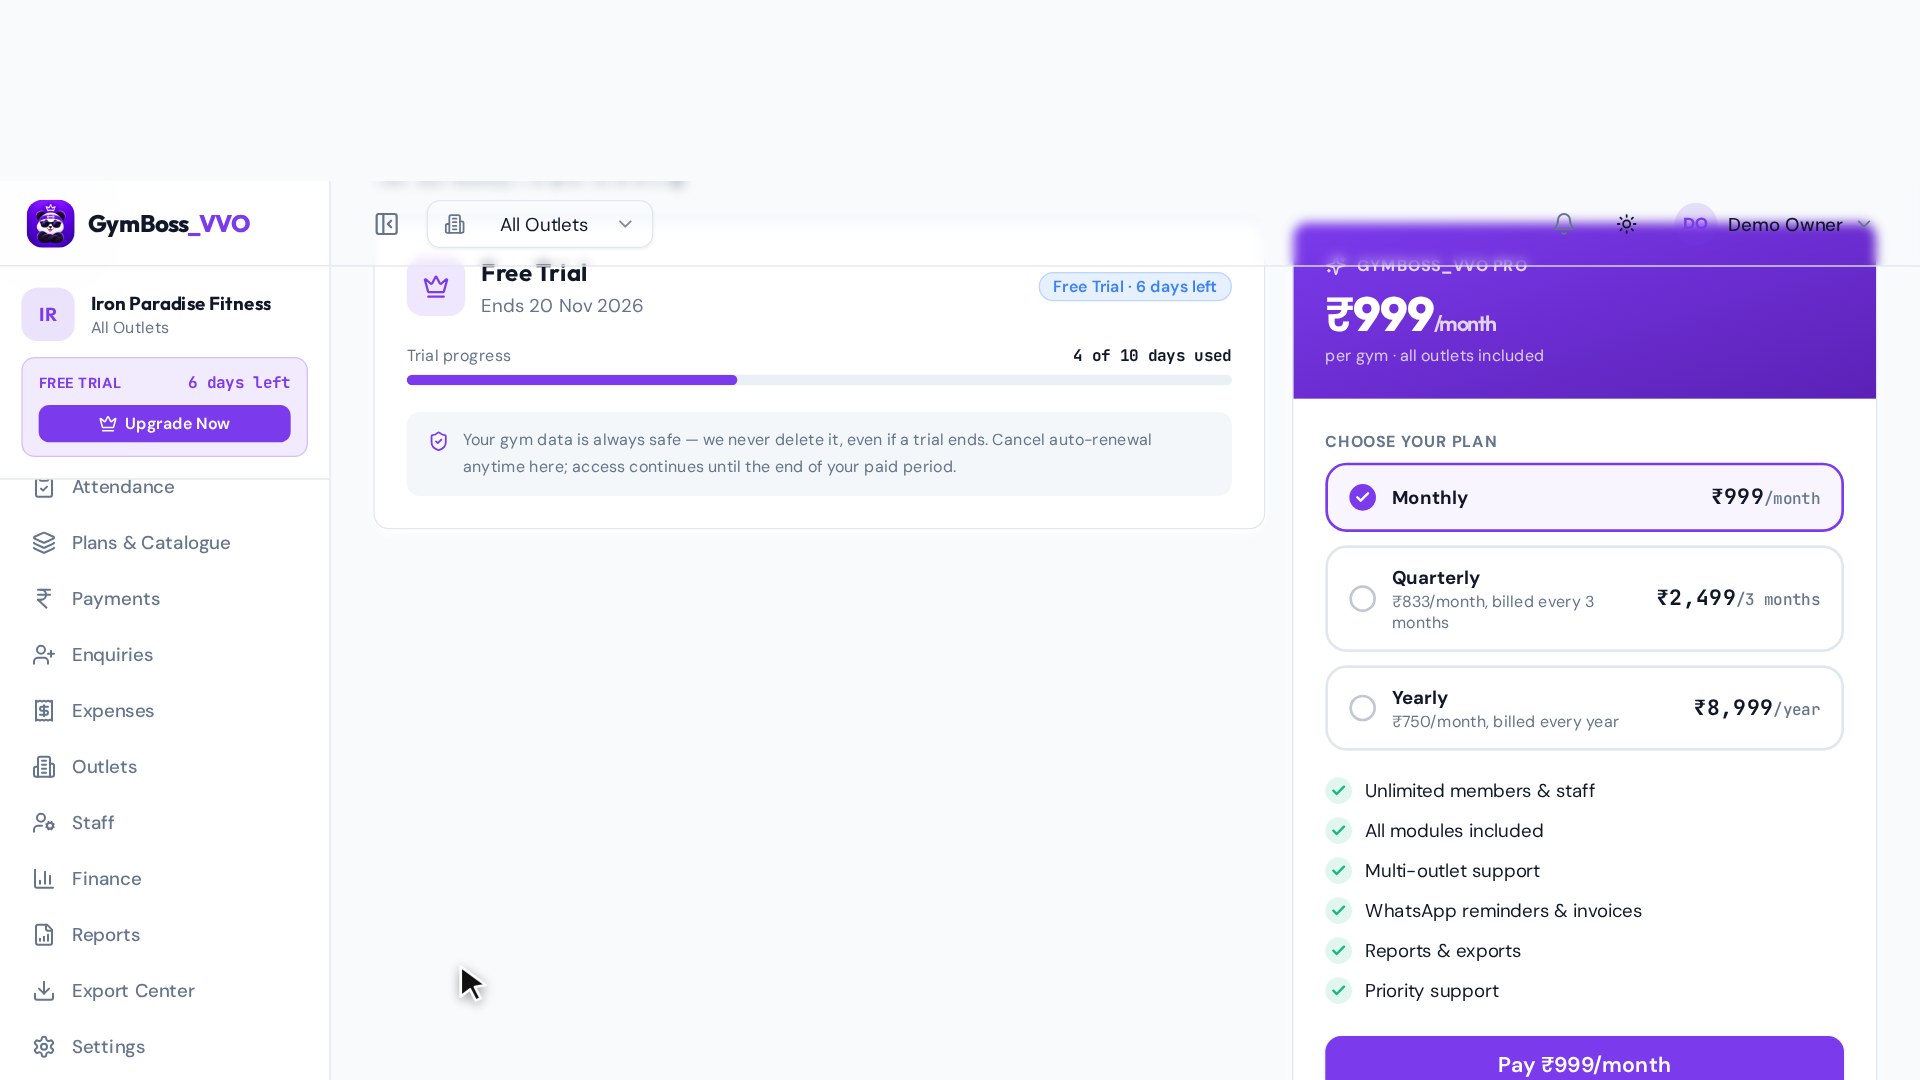 GymBoss_VVO
All Outlets
DO Demo Owner
IR
Iron Paradise Fitness
All Outlets
FREE TRIAL 6 days left
Upgrade Now
Attendance
Plans & Catalogue
Payments
Enquiries
Expenses
Outlets
Staff
Finance
Reports
Export Center
Settings
Free Trial
Ends 20 Nov 2026
Free Trial · 6 days left
Trial progress 4 of 10 days used
Your gym data is always safe — we never delete it, even if a trial ends. Cancel auto-renewal
anytime here; access continues until the end of your paid period.
GYMBOSS_VVO PRO
₹999/month
per gym · all outlets included
CHOOSE YOUR PLAN
Monthly ₹999/month
Quarterly
₹833/month, billed every 3
months
₹2,499/3 months
Yearly
₹750/month, billed every year
₹8,999/year
Unlimited members & staff
All modules included
Multi-outlet support
WhatsApp reminders & invoices
Reports & exports
Priority support
Pay ₹999/month